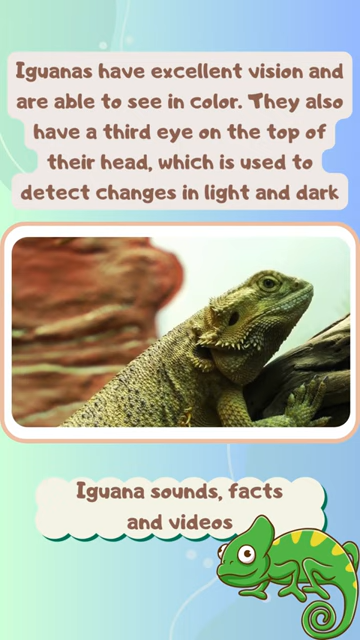 Iguanas have excellent vision and
are able to see in color. They also
have a third eye on the top of
their head, which is used to
detect changes in light and dark
Iguana sounds, facts
and videos